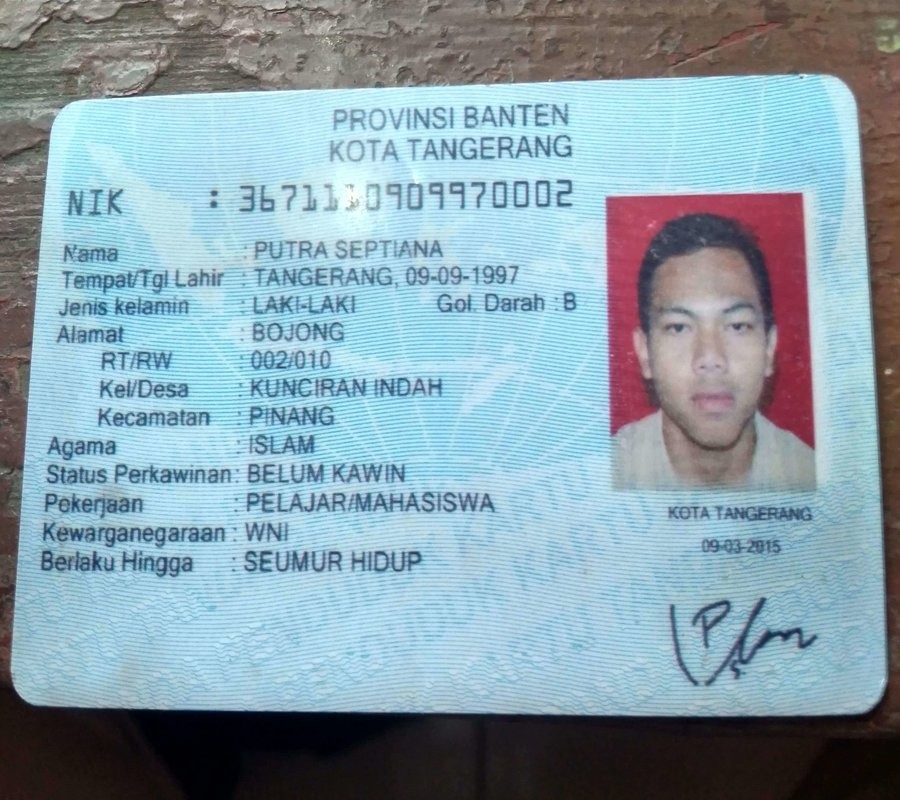 PROVINSI BANTEN
KOTA TANGERANG
NIK : 3671110909970002
Nama : PUTRA SEPTIANA
Tempat/Tgl Lahir : TANGERANG, 09-09-1997
Jenis kelamin : LAKI-LAKI Gol. Darah : B
Alamat : BOJONG
RT/RW : 002/010
Kel/Desa : KUNCIRAN INDAH
Kecamatan : PINANG
Agama : ISLAM
Status Perkawinan : BELUM KAWIN
Pekerjaan : PELAJAR/MAHASISWA
Kewarganegaraan : WNI
Berlaku Hingga : SEUMUR HIDUP
KOTA TANGERANG
09-03-2015